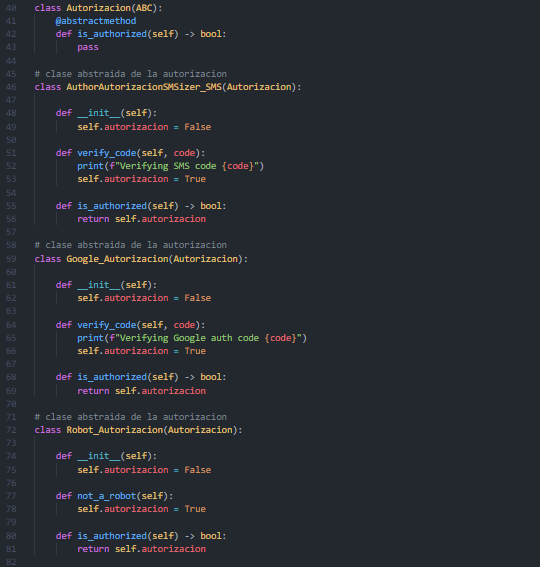 40 class Autorizacion(ABC):
41     @abstractmethod
42     def is_authorized(self) -> bool:
43         pass
44
45 # clase abstraida de la autorizacion
46 class AuthorAutorizacionSMSizer_SMS(Autorizacion):
47
48     def __init__(self):
49         self.autorizacion = False
50
51     def verify_code(self, code):
52         print(f"Verifying SMS code {code}")
53         self.autorizacion = True
54
55     def is_authorized(self) -> bool:
56         return self.autorizacion
57
58 # clase abstraida de la autorizacion
59 class Google_Autorizacion(Autorizacion):
60
61     def __init__(self):
62         self.autorizacion = False
63
64     def verify_code(self, code):
65         print(f"Verifying Google auth code {code}")
66         self.autorizacion = True
67
68     def is_authorized(self) -> bool:
69         return self.autorizacion
70
71 # clase abstraida de la autorizacion
72 class Robot_Autorizacion(Autorizacion):
73
74     def __init__(self):
75         self.autorizacion = False
76
77     def not_a_robot(self):
78         self.autorizacion = True
79
80     def is_authorized(self) -> bool:
81         return self.autorizacion
82